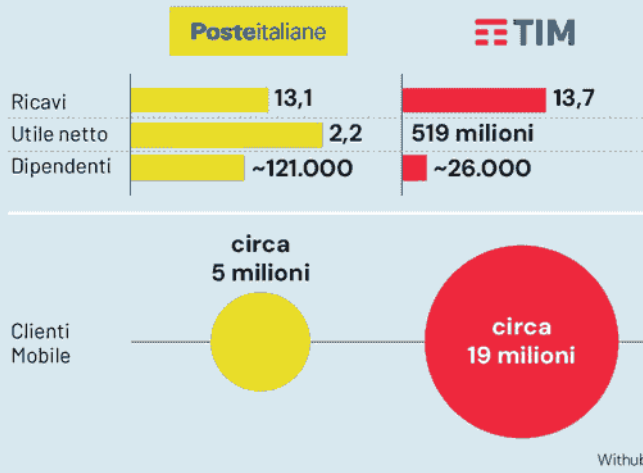 Posteitaliane
TIM
Ricavi 13,1 13,7
Utile netto 2,2 519 milioni
Dipendenti ~121.000 ~26.000
circa
5 milioni
Clienti
Mobile
circa
19 milioni
Withub